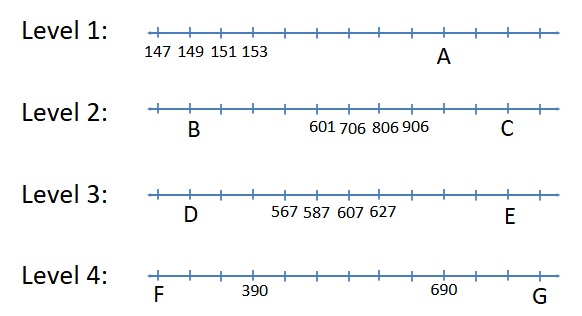 Level 1:
147 149 151 153 A
Level 2:
B 601 706 806 906 C
Level 3:
D 567 587 607 627 E
Level 4:
F 390 690 G